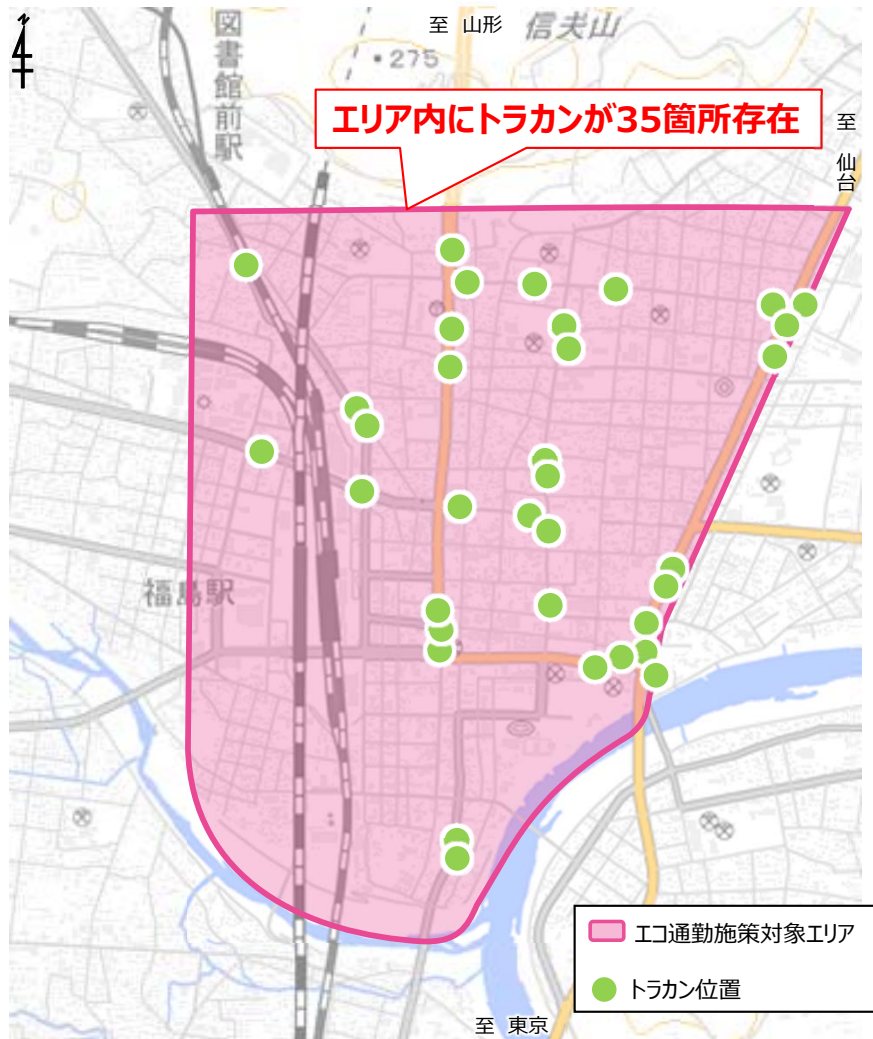 至 山形
信夫山
・275
図書館前駅
エリア内にトラカンが35箇所存在
至 仙台
福島駅
エコ通勤施策対象エリア
トラカン位置
至 東京